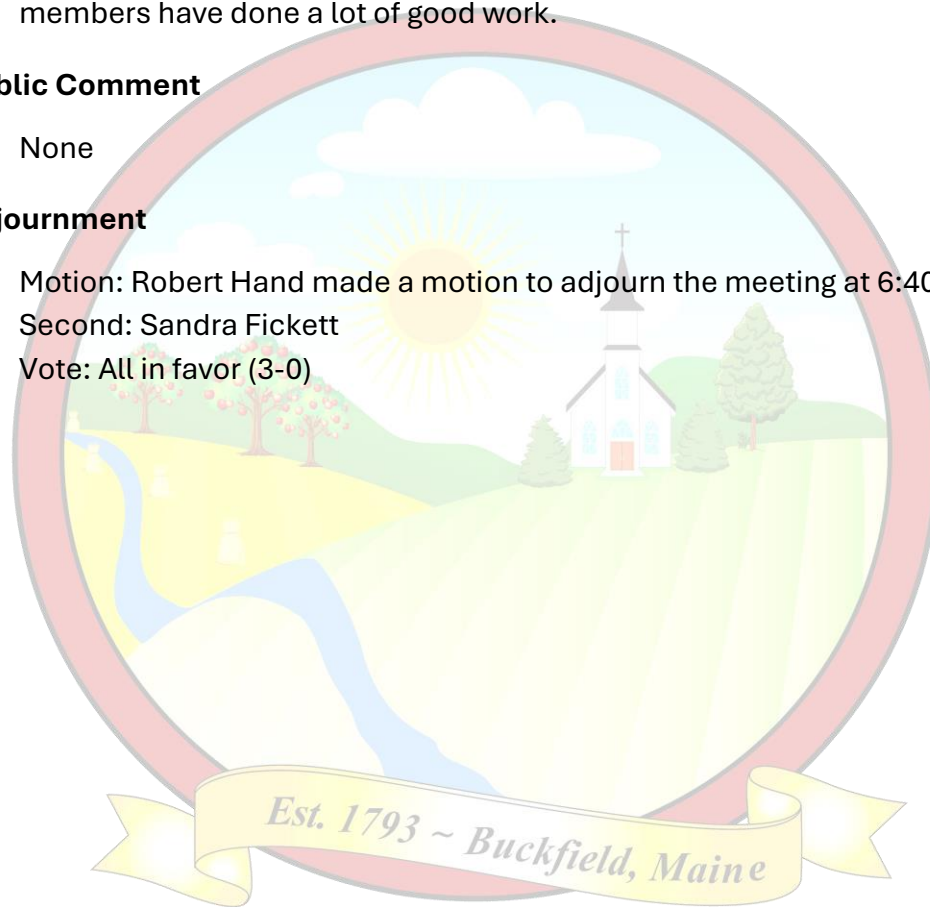 members have done a lot of good work.
blic Comment
None
journment
Motion: Robert Hand made a motion to adjourn the meeting at 6:40
Second: Sandra Fickett
Vote: All in favor (3-0)
Est. 1793 ~ Buckfield, Maine